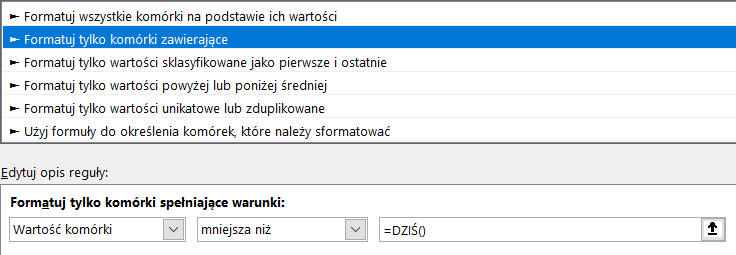 ► Formatuj wszystkie komórki na podstawie ich wartości
► Formatuj tylko komórki zawierające
► Formatuj tylko wartości sklasyfikowane jako pierwsze i ostatnie
► Formatuj tylko wartości powyżej lub poniżej średniej
► Formatuj tylko wartości unikatowe lub zduplikowane
► Użyj formuły do określenia komórek, które należy sformatować
Edytuj opis reguły:
Formatuj tylko komórki spełniające warunki:
Wartość komórki mniejsza niż =DZIŚ()